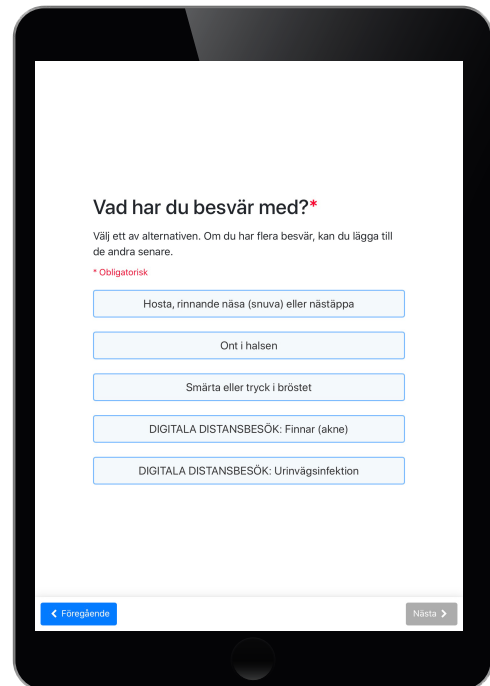 Vad har du besvär med?*
Välj ett av alternativen. Om du har flera besvär, kan du lägga till
de andra senare.
* Obligatorisk
Hosta, rinnande näsa (snuva) eller nästäppa
Ont i halsen
Smärta eller tryck i bröstet
DIGITALA DISTANSBESÖK: Finnar (akne)
DIGITALA DISTANSBESÖK: Urinvägsinfektion
Föregående
Nästa